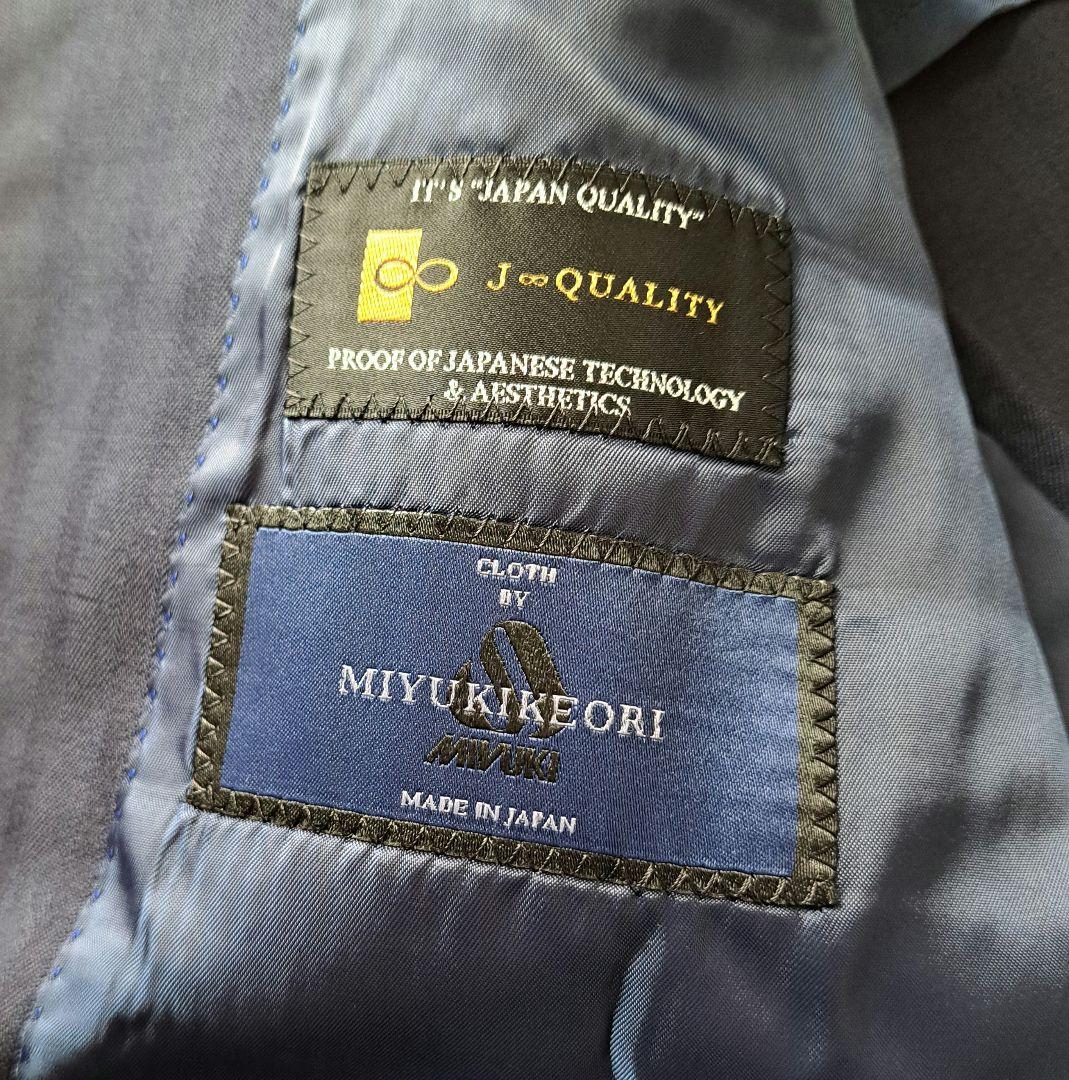 IT'S "JAPAN QUALITY"
J∞QUALITY
PROOF OF JAPANESE TECHNOLOGY
& AESTHETICS
CLOTH
BY
MIYUKIKEORI
MIYUKI
MADE IN JAPAN